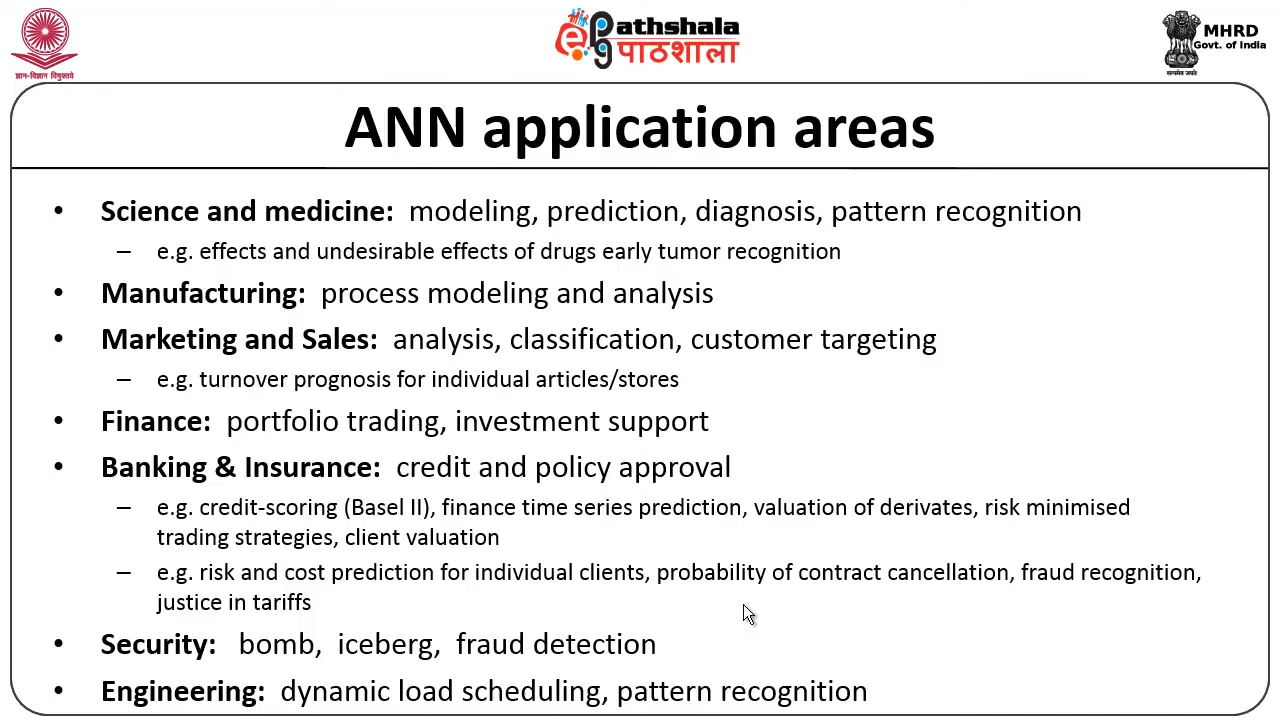 ज्ञान-विज्ञान विमुक्तये
ePathshala
पाठशाला
MHRD
Govt. of India
सत्यमेव जयते
ANN application areas
• Science and medicine: modeling, prediction, diagnosis, pattern recognition
– e.g. effects and undesirable effects of drugs early tumor recognition
• Manufacturing: process modeling and analysis
• Marketing and Sales: analysis, classification, customer targeting
– e.g. turnover prognosis for individual articles/stores
• Finance: portfolio trading, investment support
• Banking & Insurance: credit and policy approval
– e.g. credit-scoring (Basel II), finance time series prediction, valuation of derivates, risk minimised
trading strategies, client valuation
– e.g. risk and cost prediction for individual clients, probability of contract cancellation, fraud recognition,
justice in tariffs
• Security: bomb, iceberg, fraud detection
• Engineering: dynamic load scheduling, pattern recognition